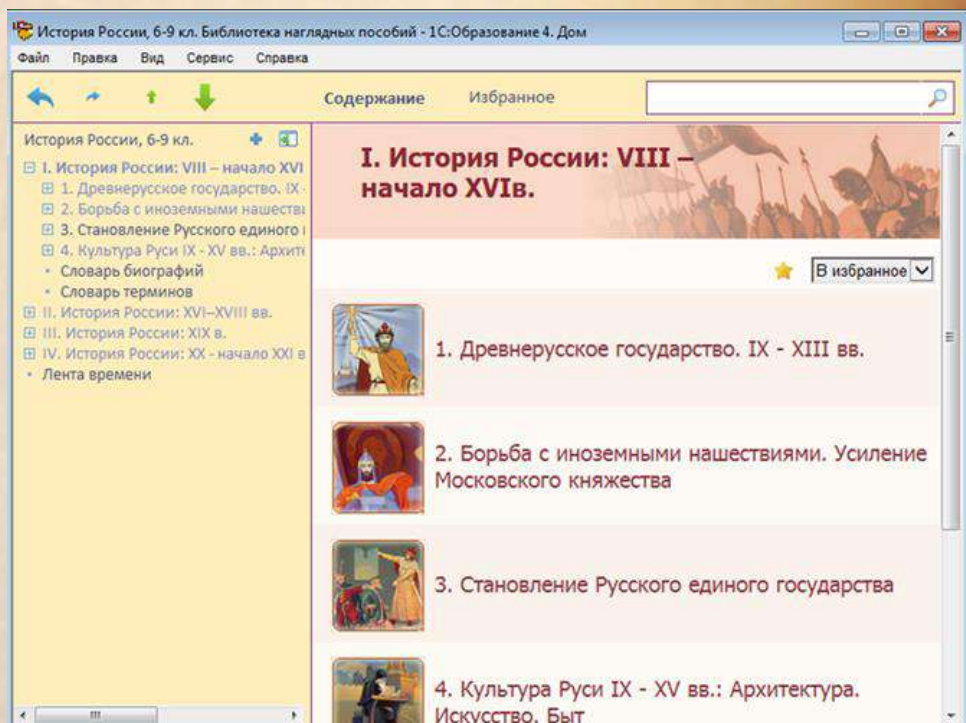 История России, 6-9 кл. Библиотека наглядных пособий - 1С:Образование 4. Дом
Файл Правка Вид Сервис Справка
Содержание Избранное
История России, 6-9 кл.
I. История России: VIII – начало XVI
1. Древнерусское государство. IX -
2. Борьба с иноземными нашестви
3. Становление Русского единого
4. Культура Руси IX - XV вв.: Архите
Словарь биографий
Словарь терминов
II. История России: XVI–XVIII вв.
III. История России: XIX в.
IV. История России: XX - начало XXI в
Лента времени
I. История России: VIII –
начало XVIв.
В избранное
1. Древнерусское государство. IX - XIII вв.
2. Борьба с иноземными нашествиями. Усиление
Московского княжества
3. Становление Русского единого государства
4. Культура Руси IX - XV вв.: Архитектура.
Искусство. Быт